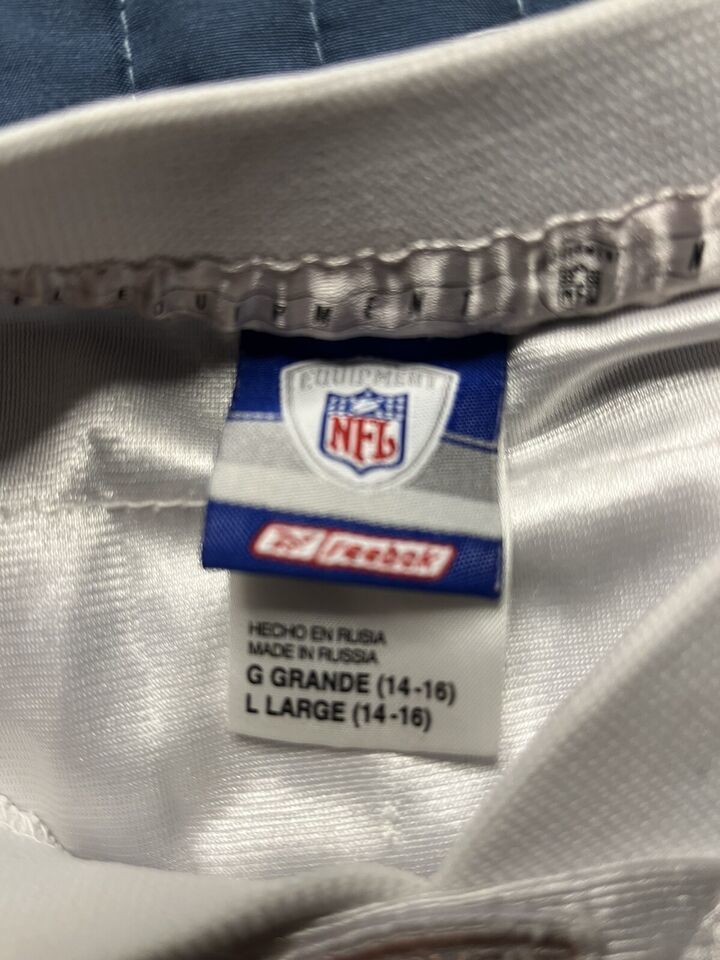 EQUIPMENT
EQUIPMENT
NFL
reebok
HECHO EN RUSIA
MADE IN RUSSIA
G GRANDE (14-16)
L LARGE (14-16)